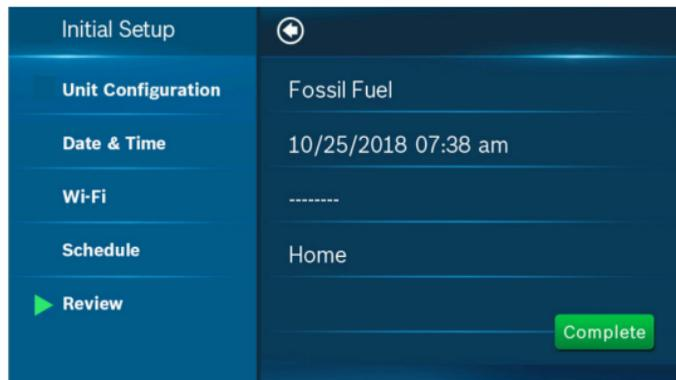 Initial Setup
Unit Configuration
Fossil Fuel
Date & Time
10/25/2018 07:38 am
Wi-Fi
--------
Schedule
Home
Review
Complete